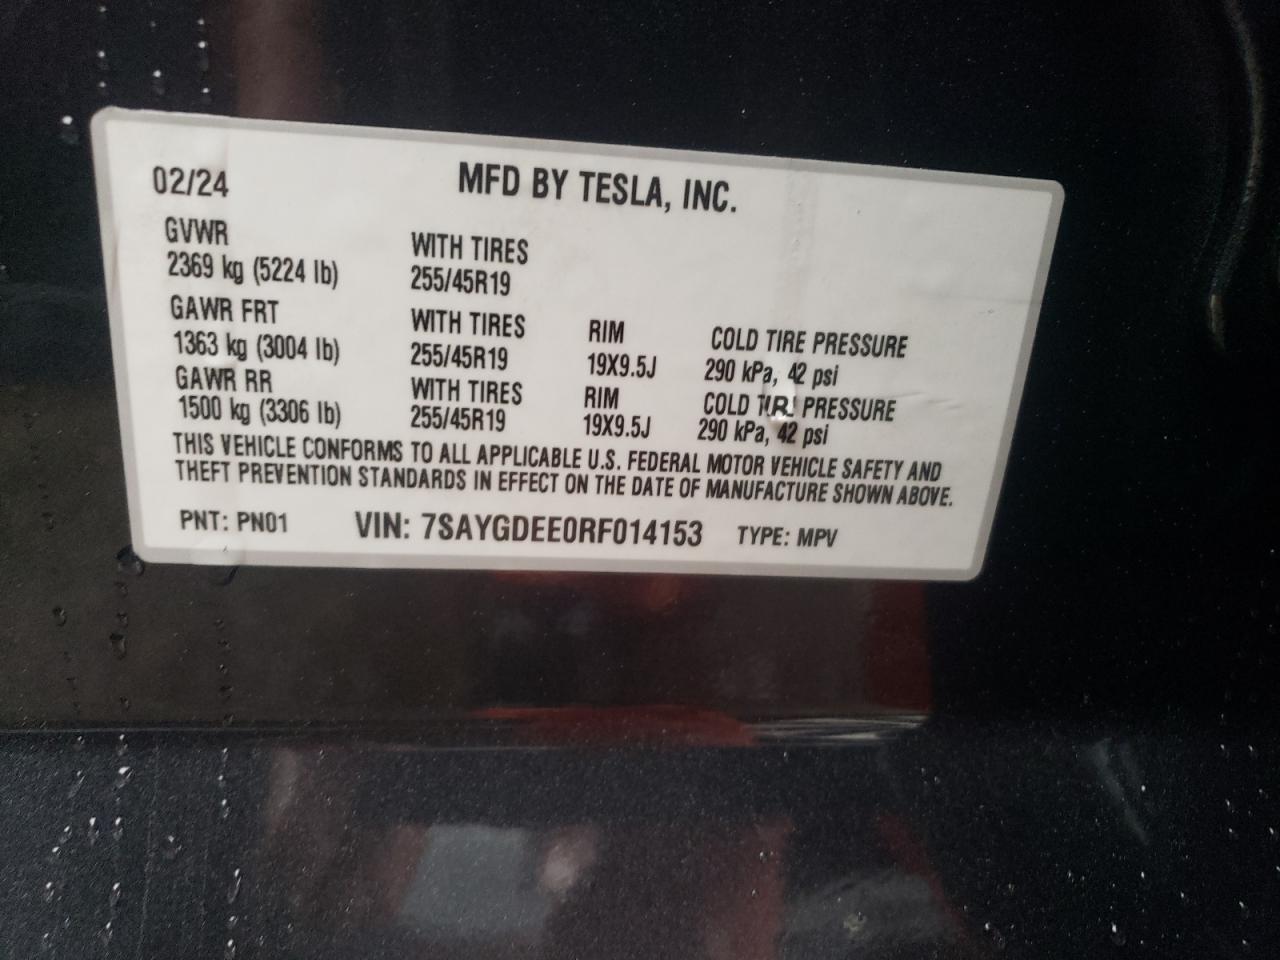 02/24 MFD BY TESLA, INC.
GVWR WITH TIRES
2369 kg (5224 lb) 255/45R19
GAWR FRT WITH TIRES RIM COLD TIRE PRESSURE
1363 kg (3004 lb) 255/45R19 19X9.5J 290 kPa, 42 psi
GAWR RR WITH TIRES RIM COLD TIRE PRESSURE
1500 kg (3306 lb) 255/45R19 19X9.5J 290 kPa, 42 psi
THIS VEHICLE CONFORMS TO ALL APPLICABLE U.S. FEDERAL MOTOR VEHICLE SAFETY AND
THEFT PREVENTION STANDARDS IN EFFECT ON THE DATE OF MANUFACTURE SHOWN ABOVE.
PNT: PN01 VIN: 7SAYGDEE0RF014153 TYPE: MPV